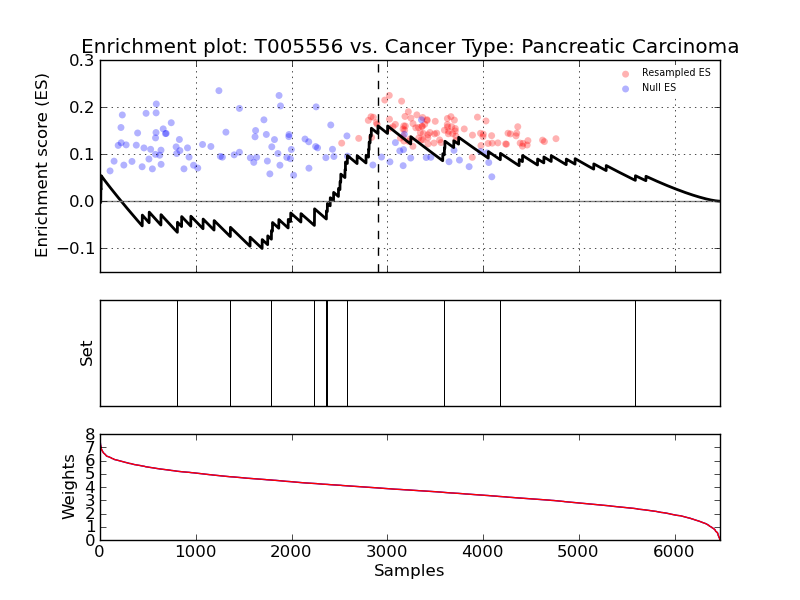 Enrichment plot: T005556 vs. Cancer Type: Pancreatic Carcinoma
0.3
0.2
0.1
0.0
−0.1
Enrichment score (ES)
Resampled ES
Null ES
Set
8
7
6
5
4
3
2
1
0
Weights
0 1000 2000 3000 4000 5000 6000
Samples